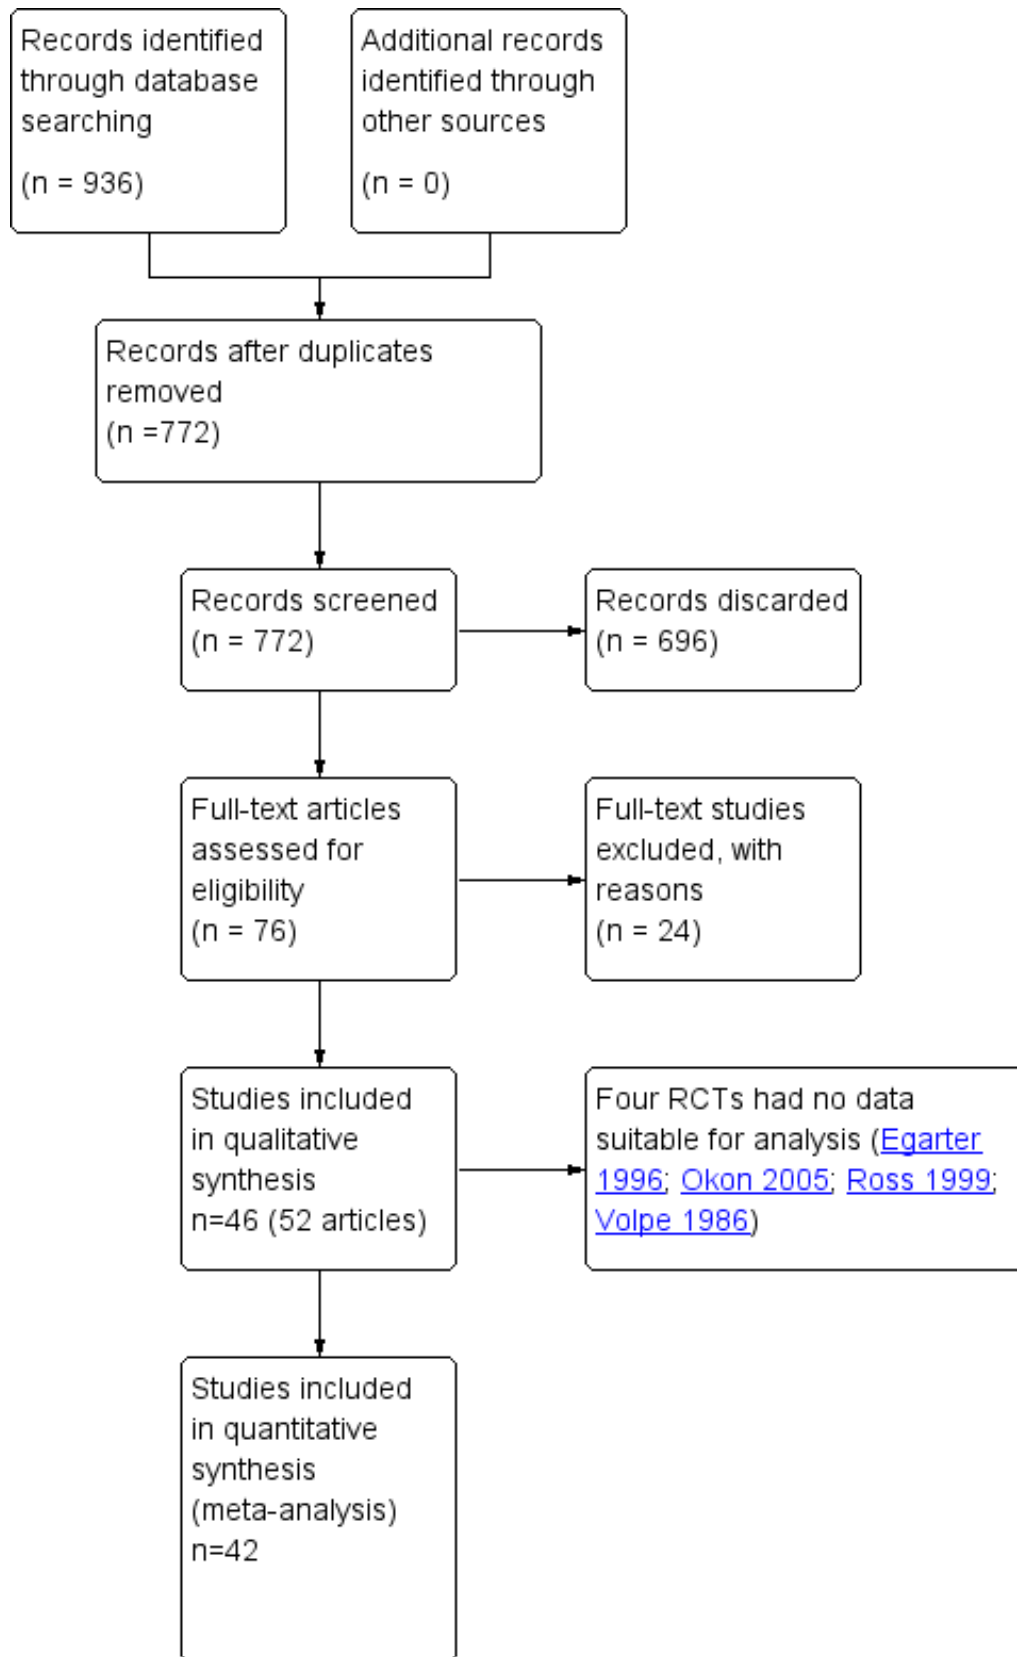 Records identified
through database
searching
(n = 936)
Additional records
identified through
other sources
(n = 0)
Records after duplicates
removed
(n =772)
Records screened
(n = 772)
Records discarded
(n = 696)
Full-text articles
assessed for
eligibility
(n = 76)
Full-text studies
excluded, with
reasons
(n = 24)
Studies included
in qualitative
synthesis
n=46 (52 articles)
Four RCTs had no data
suitable for analysis (Egarter
1996; Okon 2005; Ross 1999;
Volpe 1986)
Studies included
in quantitative
synthesis
(meta-analysis)
n=42